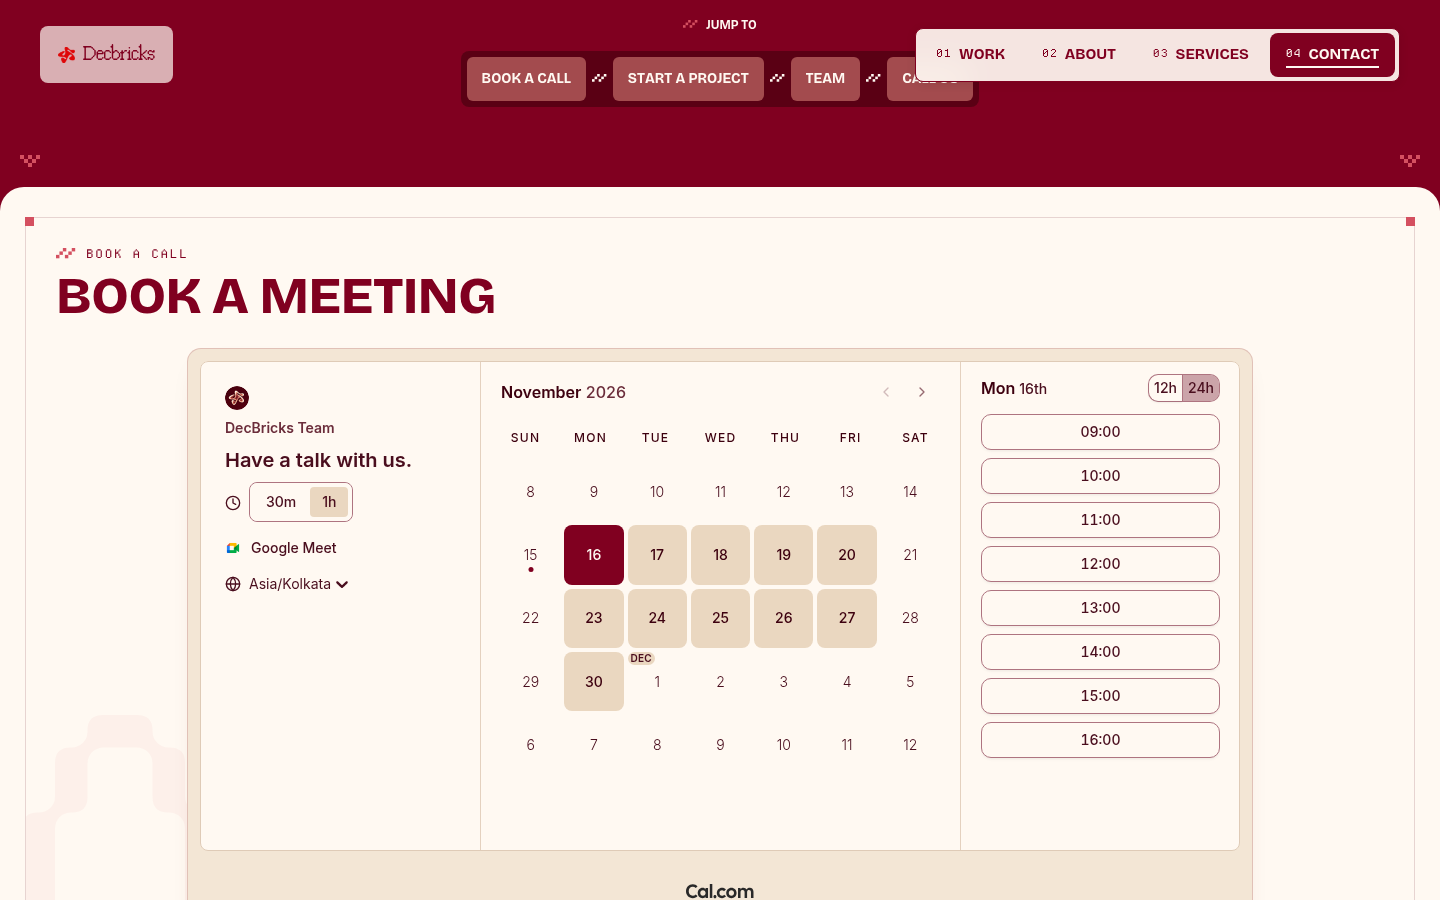 Decbricks
JUMP TO
BOOK A CALL
START A PROJECT
TEAM
01 WORK
02 ABOUT
03 SERVICES
04 CONTACT
BOOK A CALL
BOOK A MEETING
DecBricks Team
Have a talk with us.
30m 1h
Google Meet
Asia/Kolkata
November 2026
SUN MON TUE WED THU FRI SAT
8 9 10 11 12 13 14
15 16 17 18 19 20 21
22 23 24 25 26 27 28
DEC
29 30 1 2 3 4 5
6 7 8 9 10 11 12
Mon 16th
12h 24h
09:00
10:00
11:00
12:00
13:00
14:00
15:00
16:00
Cal.com